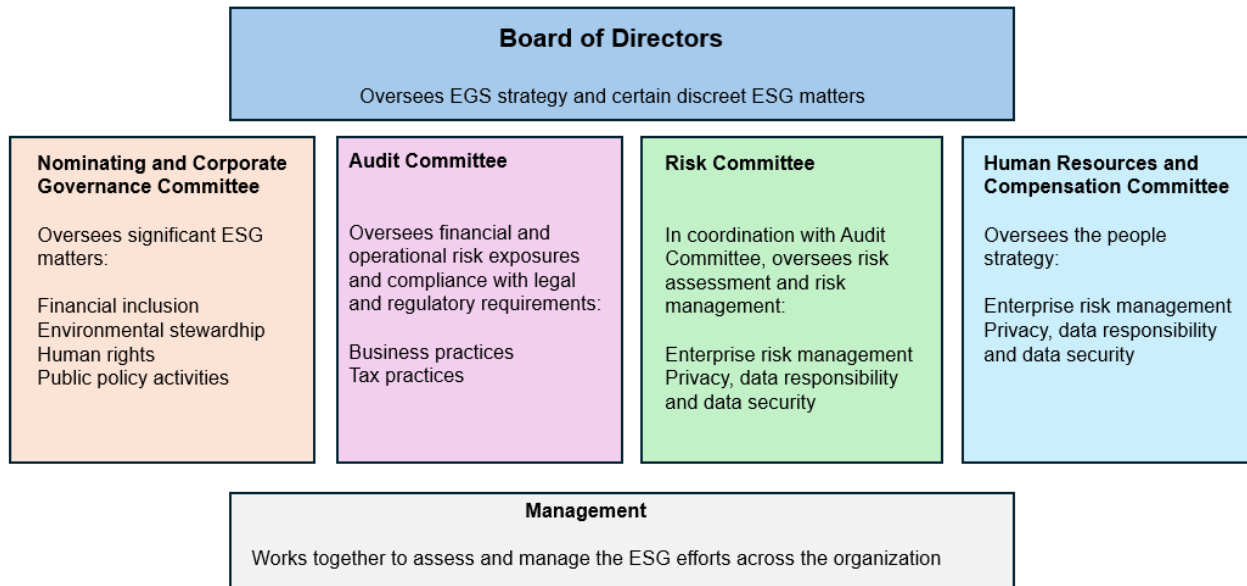 Board of Directors
Oversees EGS strategy and certain discreet ESG matters
Nominating and Corporate
Governance Committee
Oversees significant ESG
matters:
Financial inclusion
Environmental stewardhip
Human rights
Public policy activities
Audit Committee
Oversees financial and
operational risk exposures
and compliance with legal
and regulatory requirements:
Business practices
Tax practices
Risk Committee
In coordination with Audit
Committee, oversees risk
assessment and risk
management:
Enterprise risk management
Privacy, data responsibility
and data security
Human Resources and
Compensation Committee
Oversees the people
strategy:
Enterprise risk management
Privacy, data responsibility
and data security
Management
Works together to assess and manage the ESG efforts across the organization